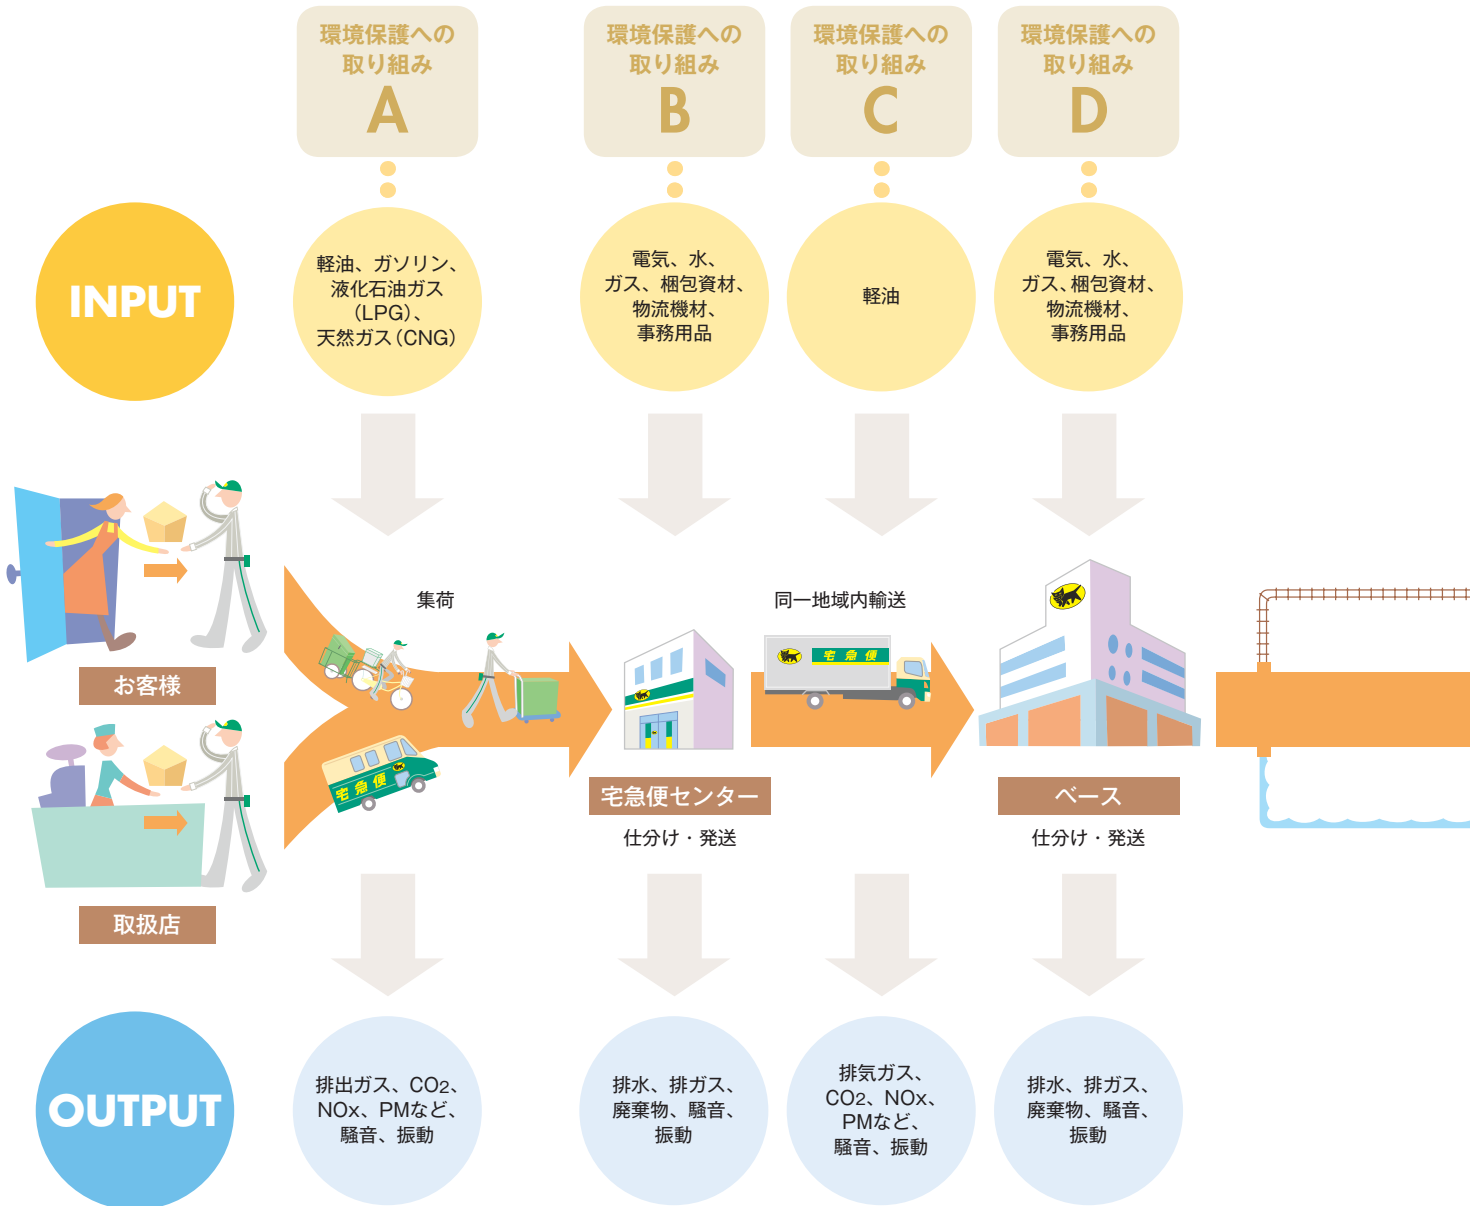 環境保護への
取り組み
A
環境保護への
取り組み
B
環境保護への
取り組み
C
環境保護への
取り組み
D
INPUT
軽油、ガソリン、
液化石油ガス
(LPG)、
天然ガス(CNG)
電気、水、
ガス、梱包資材、
物流機材、
事務用品
軽油
電気、水、
ガス、梱包資材、
物流機材、
事務用品
お客様
取扱店
集荷
宅急便
宅急便センター
仕分け・発送
同一地域内輸送
宅急便
ベース
仕分け・発送
OUTPUT
排出ガス、CO2、
NOx、PMなど、
騒音、振動
排水、排ガス、
廃棄物、騒音、
振動
排気ガス、
CO2、NOx、
PMなど、
騒音、振動
排水、排ガス、
廃棄物、騒音、
振動